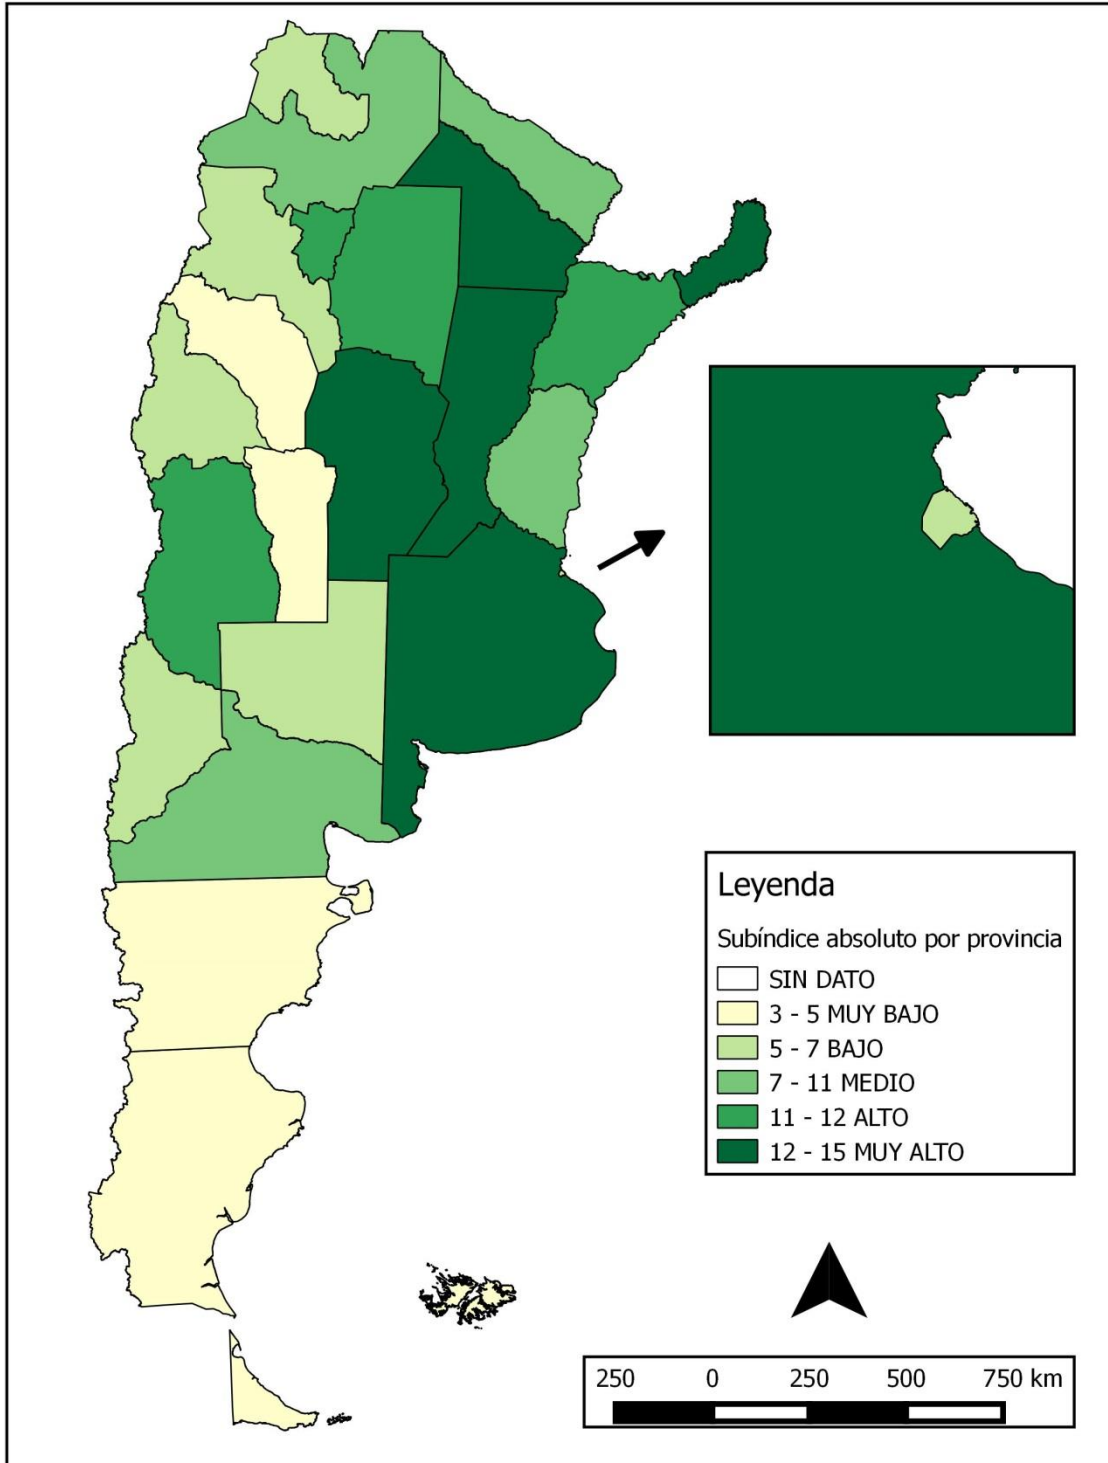 Leyenda
Subíndice absoluto por provincia
SIN DATO
3 - 5 MUY BAJO
5 - 7 BAJO
7 - 11 MEDIO
11 - 12 ALTO
12 - 15 MUY ALTO
250 0 250 500 750 km